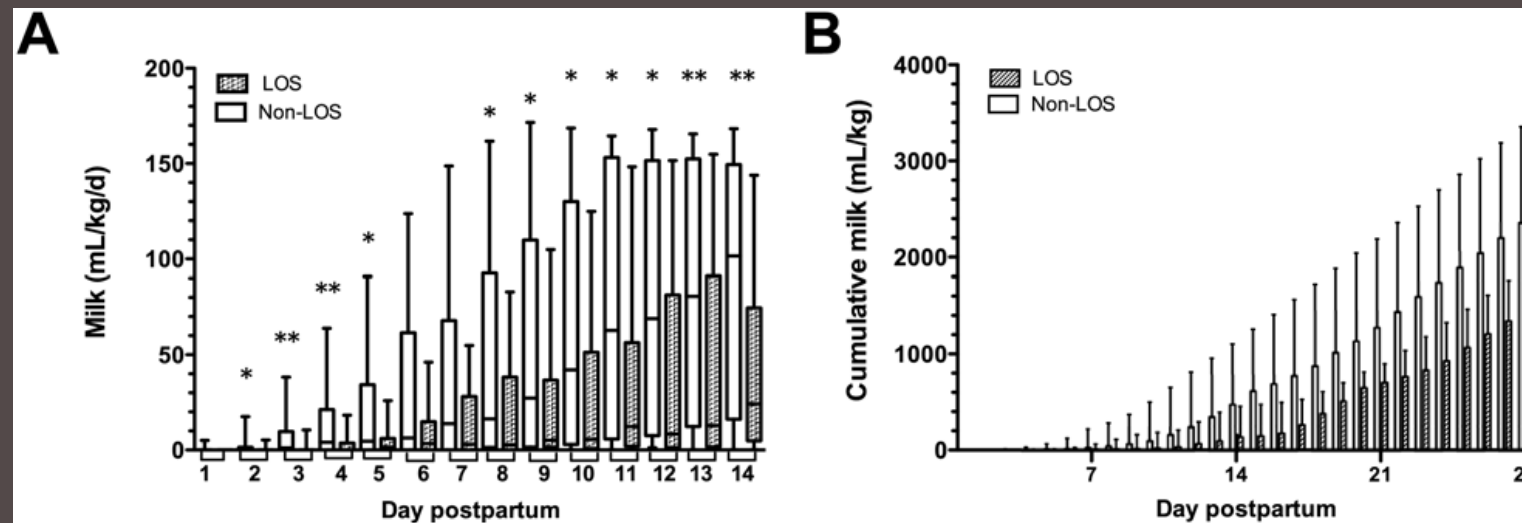 A
Milk (mL/kg/d)
200
150
100
50
0
LOS
Non-LOS
* ** ** * * * * * * ** **
1 2 3 4 5 6 7 8 9 10 11 12 13 14
Day postpartum
B
Cumulative milk (mL/kg)
4000
3000
2000
1000
0
LOS
Non-LOS
7 14 21 2
Day postpartum